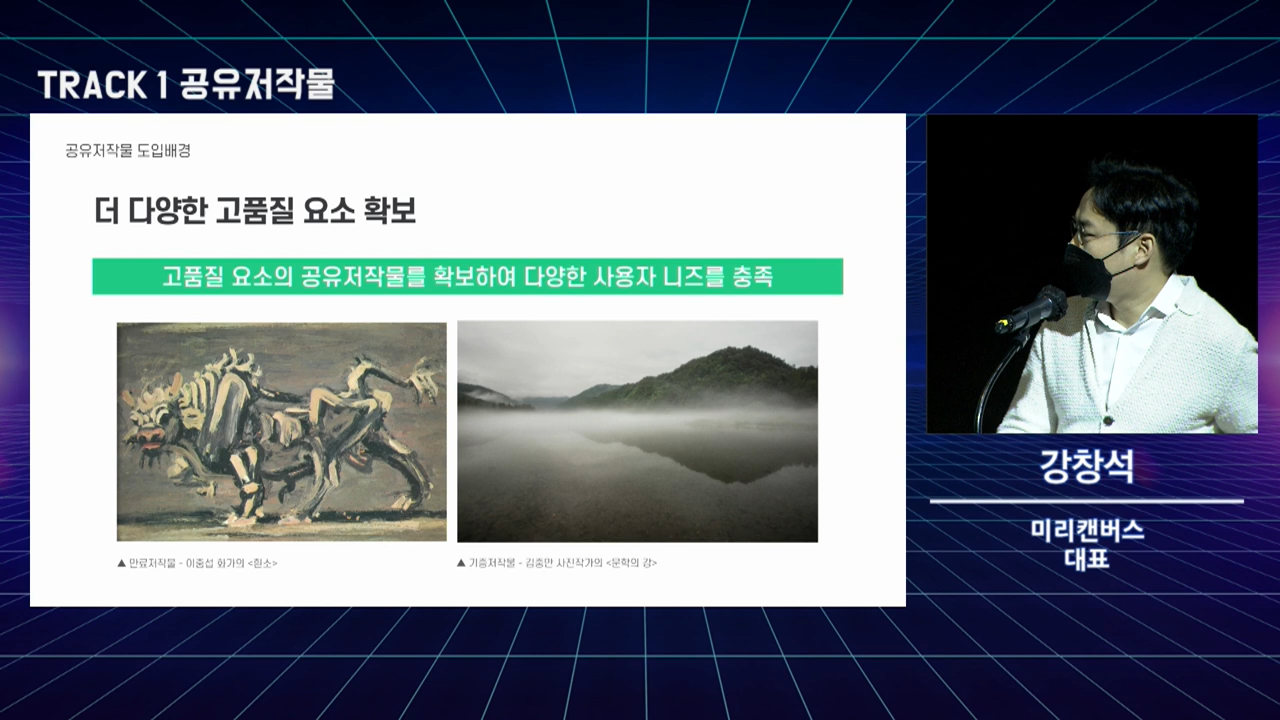 TRACK 1 공유저작물
공유저작물 도입배경
더 다양한 고품질 요소 확보
고품질 요소의 공유저작물를 확보하여 다양한 사용자 니즈를 충족
▲ 만료저작물 - 이중섭 화가의 <흰소>
▲ 기증저작물 - 김중만 사진작가의 <문학의 강>
강창석
미리캔버스
대표